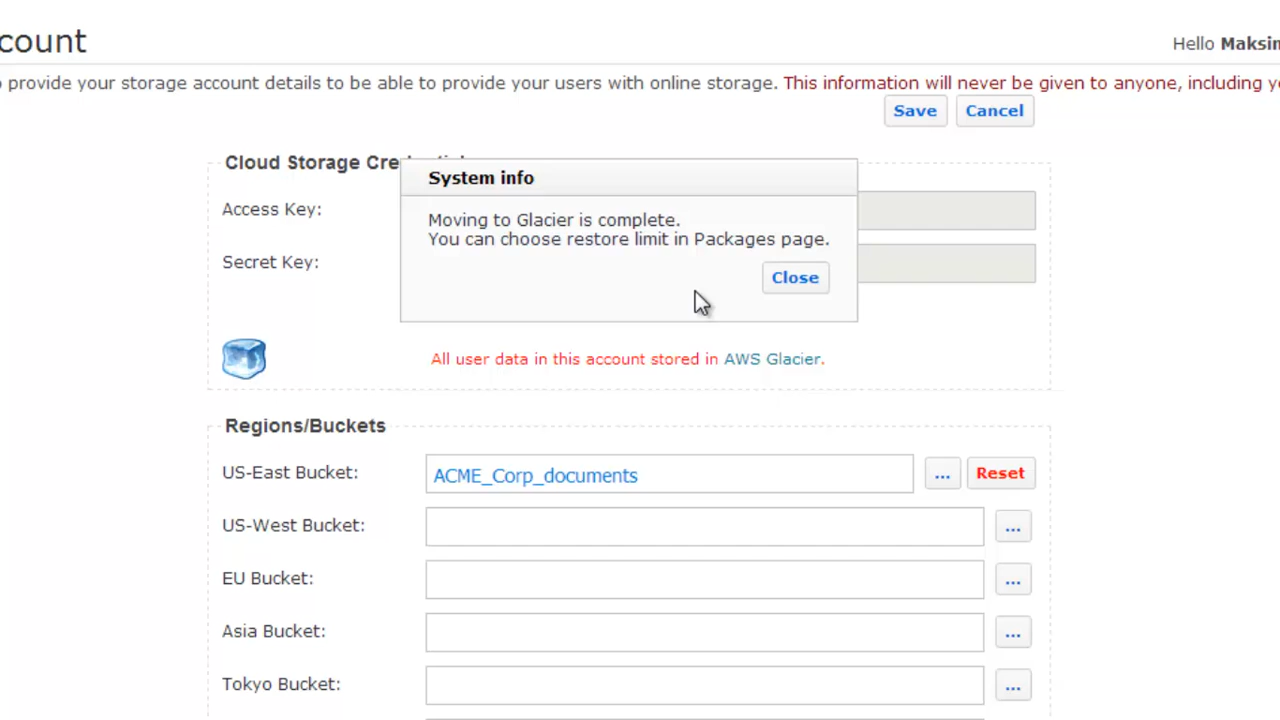 count
Hello Maksim
o provide your storage account details to be able to provide your users with online storage. This information will never be given to anyone, including yo
Save Cancel
Cloud Storage Credential
System info
Access Key:
Moving to Glacier is complete.
You can choose restore limit in Packages page.
Secret Key:
Close
All user data in this account stored in AWS Glacier.
Regions/Buckets
US-East Bucket: ACME_Corp_documents ... Reset
US-West Bucket: ...
EU Bucket: ...
Asia Bucket: ...
Tokyo Bucket: ...